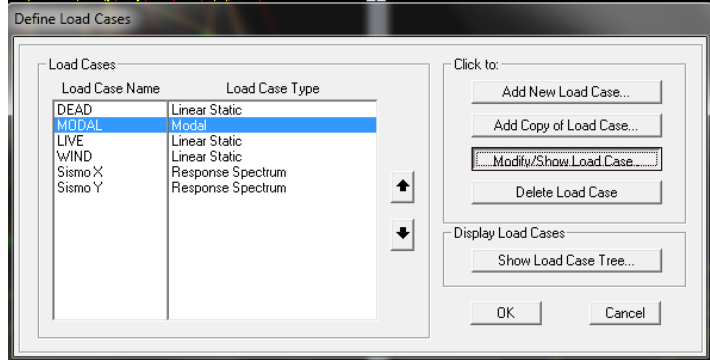 Define Load Cases
Load Cases
Load Case Name Load Case Type
DEAD Linear Static
MODAL Modal
LIVE Linear Static
WIND Linear Static
Sismo X Response Spectrum
Sismo Y Response Spectrum
Click to:
Add New Load Case...
Add Copy of Load Case...
Modify/Show Load Case...
Delete Load Case
Display Load Cases
Show Load Case Tree...
OK Cancel